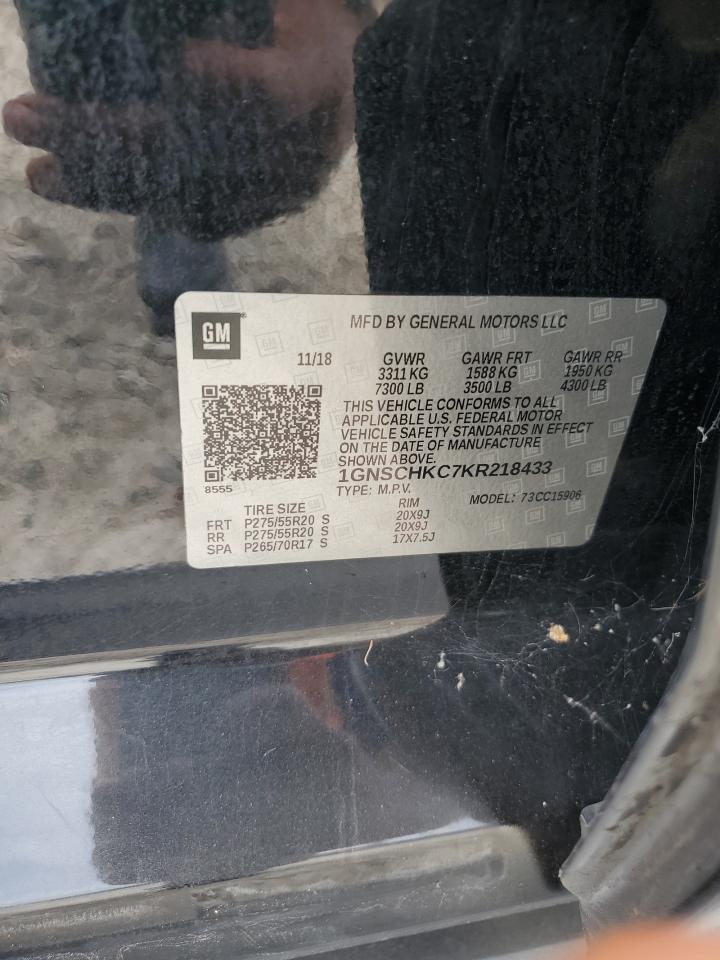 GM
MFD BY GENERAL MOTORS LLC
11/18 GVWR GAWR FRT GAWR RR
3311 KG 1588 KG 1950 KG
7300 LB 3500 LB 4300 LB
THIS VEHICLE CONFORMS TO ALL
APPLICABLE U.S. FEDERAL MOTOR
VEHICLE SAFETY STANDARDS IN EFFECT
ON THE DATE OF MANUFACTURE
SHOWN ABOVE.
1GNSCHKC7KR218433
8555
TYPE: M.P.V. MODEL: 73CC15906
TIRE SIZE RIM
FRT P275/55R20 S 20X9J
RR P275/55R20 S 20X9J
SPA P265/70R17 S 17X7.5J